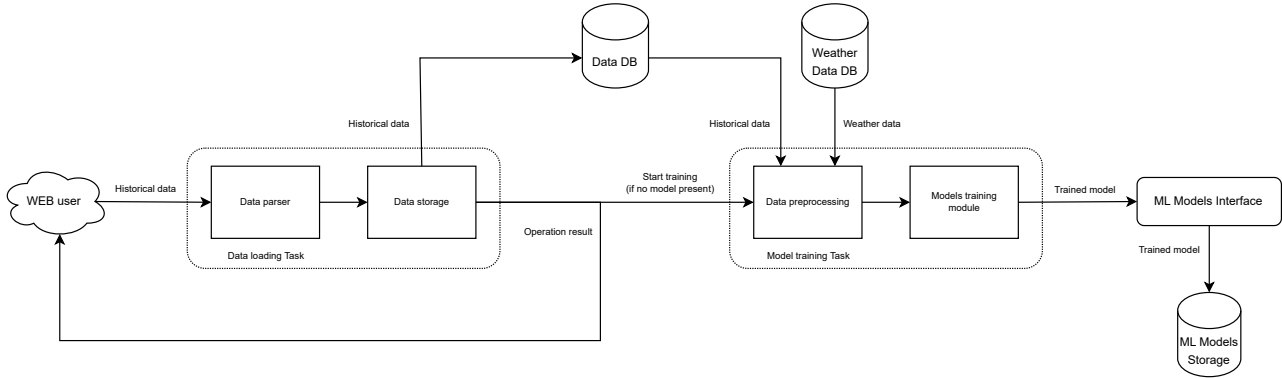 Data DB
Weather
Data DB
Historical data
Historical data
Weather data
WEB user
Historical data
Data parser
Data storage
Start training
(if no model present)
Data preprocessing
Models training
module
Trained model
ML Models Interface
Operation result
Data loading Task
Model training Task
Trained model
ML Models
Storage